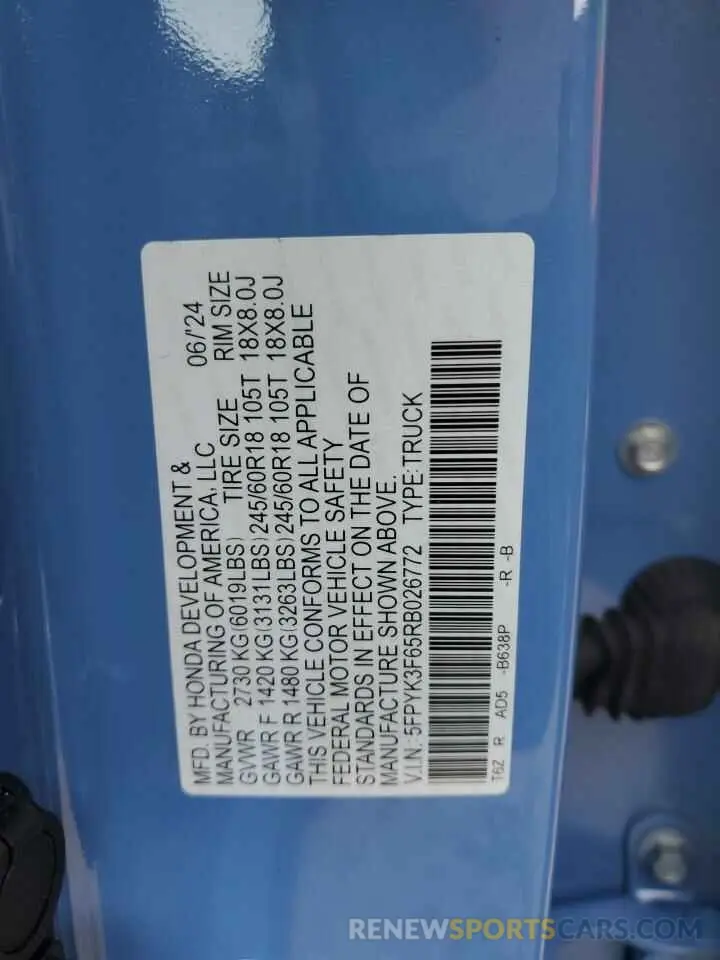 MFD. BY HONDA DEVELOPMENT &
MANUFACTURING OF AMERICA, LLC 06/'24
GVWR 2730 KG(6019LBS) TIRE SIZE RIM SIZE
GAWR F 1420 KG(3131LBS) 245/60R18 105T 18X8.0J
GAWR R 1480 KG(3263LBS) 245/60R18 105T 18X8.0J
THIS VEHICLE CONFORMS TO ALL APPLICABLE
FEDERAL MOTOR VEHICLE SAFETY
STANDARDS IN EFFECT ON THE DATE OF
MANUFACTURE SHOWN ABOVE.
V.I.N.: 5FPYK3F65RB026772 TYPE: TRUCK
T6Z R AD5 -B638P -R -B
RENEWSPORTSCARS.COM